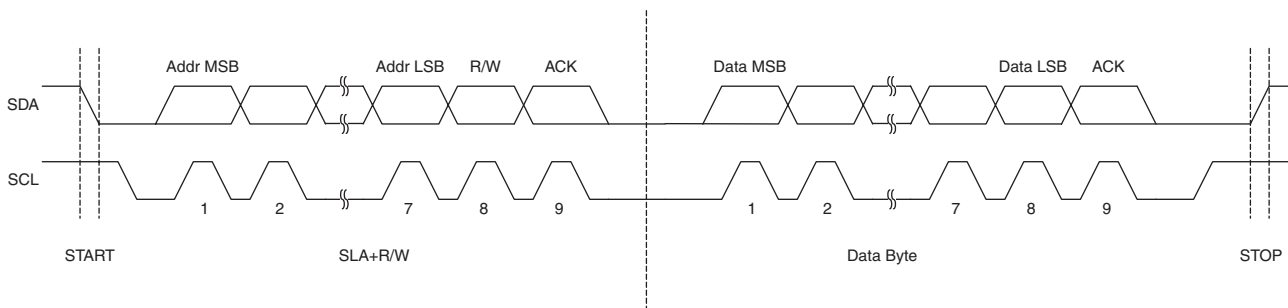 Addr MSB Addr LSB R/W ACK Data MSB Data LSB ACK
SDA
SCL
1 2 7 8 9 1 2 7 8 9
START SLA+R/W Data Byte STOP